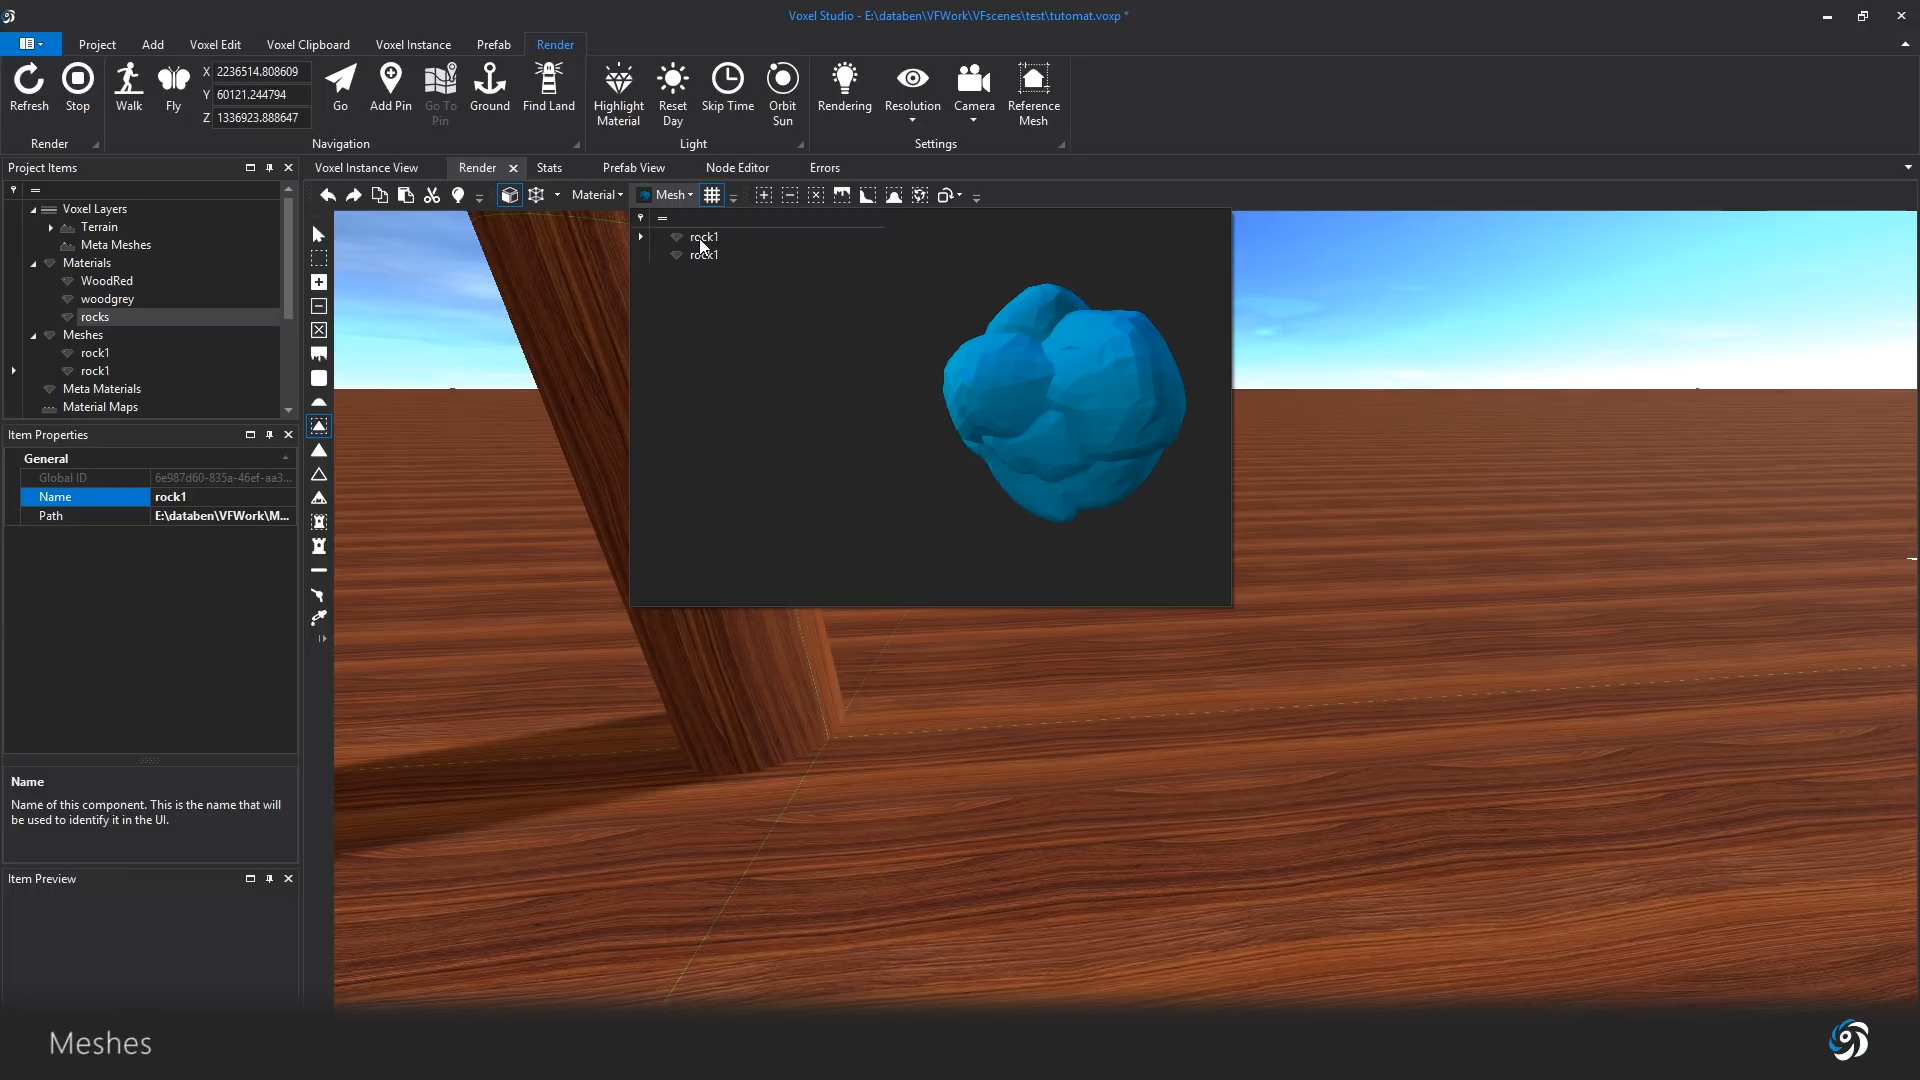 Voxel Studio - E:\databen\VFWork\VFscenes\test\tutomat.voxp *
Project Add Voxel Edit Voxel Clipboard Voxel Instance Prefab Render
Refresh Stop Walk Fly
X 2236514.808609
Y 60121.244794
Z 1336923.888647
Go Add Pin Go To Pin Ground Find Land
Highlight Material Reset Day Skip Time Orbit Sun
Rendering Resolution Camera Reference Mesh
Render Navigation Light Settings
Project Items
Voxel Instance View Render Stats Prefab View Node Editor Errors
Material Mesh
Voxel Layers
Terrain
Meta Meshes
Materials
WoodRed
woodgrey
rocks
Meshes
rock1
rock1
Meta Materials
Material Maps
rock1
rock1
Item Properties
General
Global ID 6e987d60-835a-46ef-aa3...
Name rock1
Path E:\databen\VFWork\M...
Name
Name of this component. This is the name that will
be used to identify it in the UI.
Item Preview
Meshes